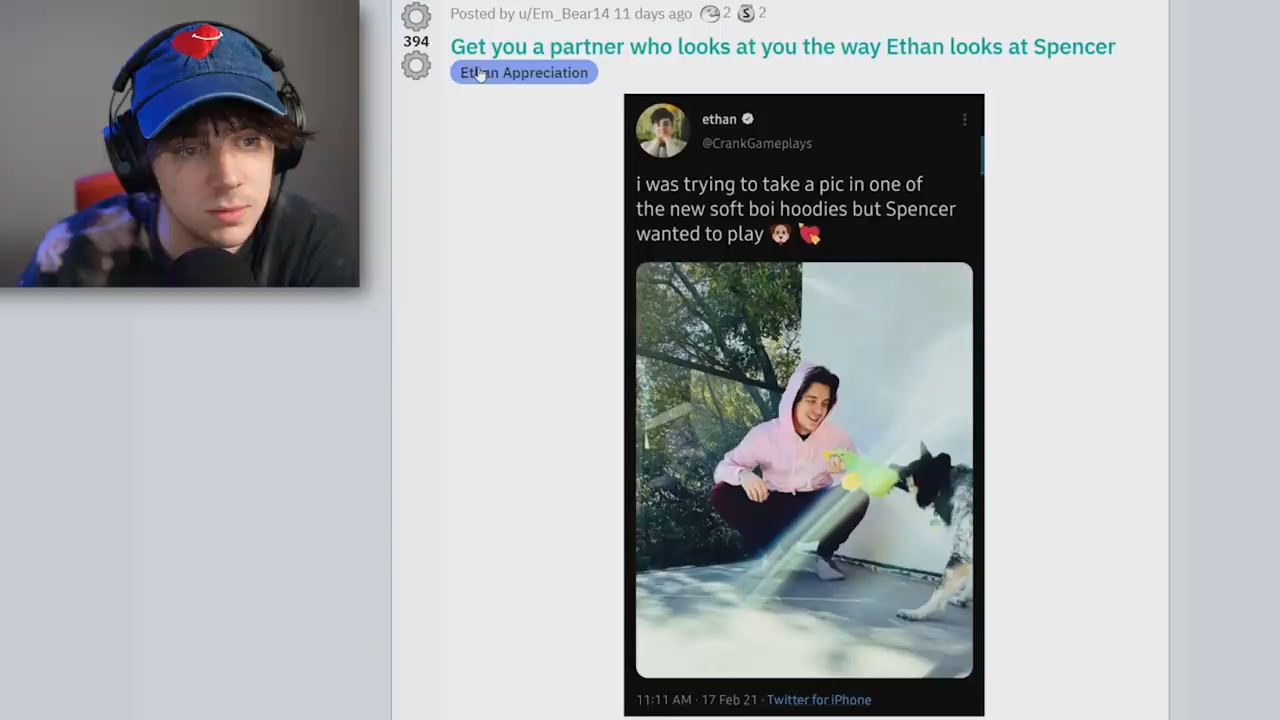 Posted by u/Em_Bear14 11 days ago 2 S 2
394
Get you a partner who looks at you the way Ethan looks at Spencer
Ethan Appreciation
ethan
@CrankGameplays
i was trying to take a pic in one of
the new soft boi hoodies but Spencer
wanted to play 🐶 💘
11:11 AM · 17 Feb 21 · Twitter for iPhone